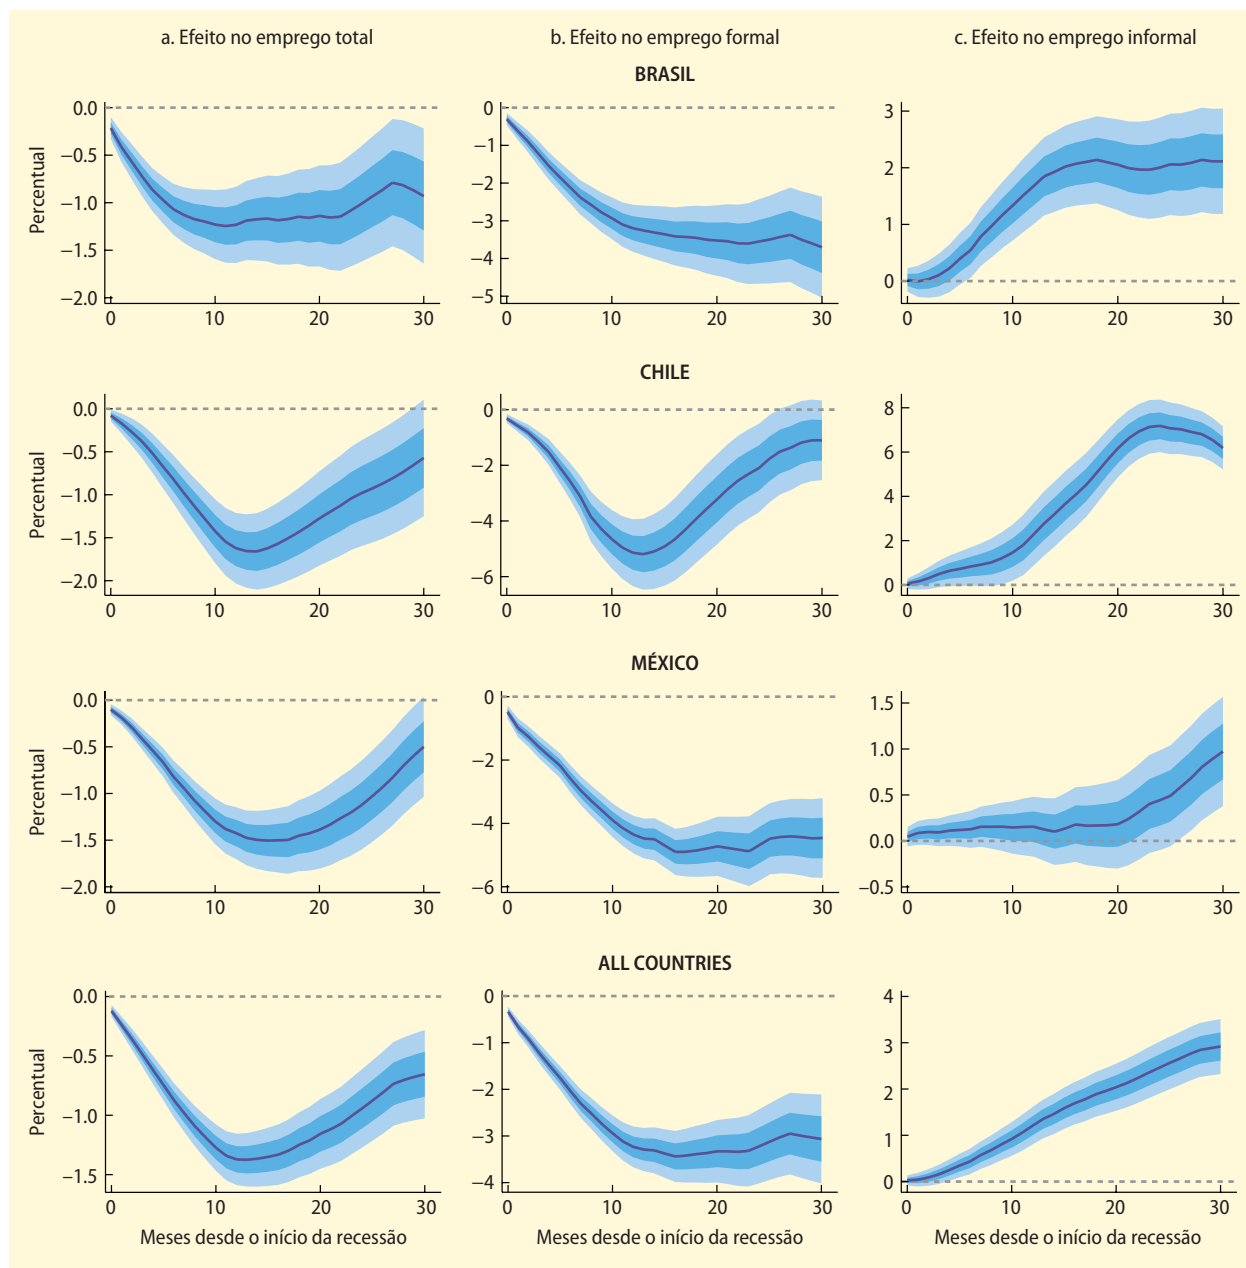 a. Efeito no emprego total
b. Efeito no emprego formal
c. Efeito no emprego informal
BRASIL
Percentual
0.0
−0.5
−1.0
−1.5
−2.0
0 10 20 30
0
−1
−2
−3
−4
−5
0 10 20 30
3
2
1
0
0 10 20 30
CHILE
Percentual
0.0
−0.5
−1.0
−1.5
−2.0
0 10 20 30
0
−2
−4
−6
0 10 20 30
8
6
4
2
0
0 10 20 30
MÉXICO
Percentual
0.0
−0.5
−1.0
−1.5
−2.0
0 10 20 30
0
−2
−4
−6
0 10 20 30
1.5
1.0
0.5
0.0
−0.5
0 10 20 30
ALL COUNTRIES
Percentual
0.0
−0.5
−1.0
−1.5
0 10 20 30
Meses desde o início da recessão
0
−1
−2
−3
−4
0 10 20 30
Meses desde o início da recessão
4
3
2
1
0
0 10 20 30
Meses desde o início da recessão